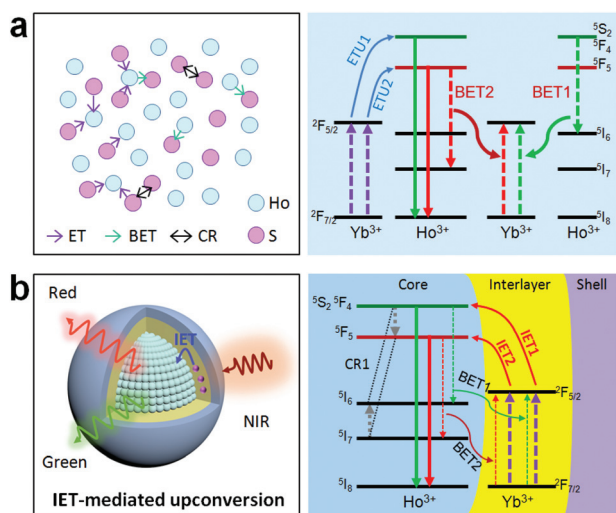 a
Ho
S
ET
BET
CR
⁵S₂
⁵F₄
⁵F₅
ETU1
ETU2
BET2
BET1
²F₅/₂
⁵I₆
⁵I₇
²F₇/₂
⁵I₈
Yb³⁺
Ho³⁺
Yb³⁺
Ho³⁺
b
Red
IET
NIR
Green
IET-mediated upconversion
Core
Interlayer
Shell
⁵S₂ ⁵F₄
⁵F₅
IET1
IET2
CR1
BET1
²F₅/₂
⁵I₆
⁵I₇
BET2
⁵I₈
²F₇/₂
Ho³⁺
Yb³⁺